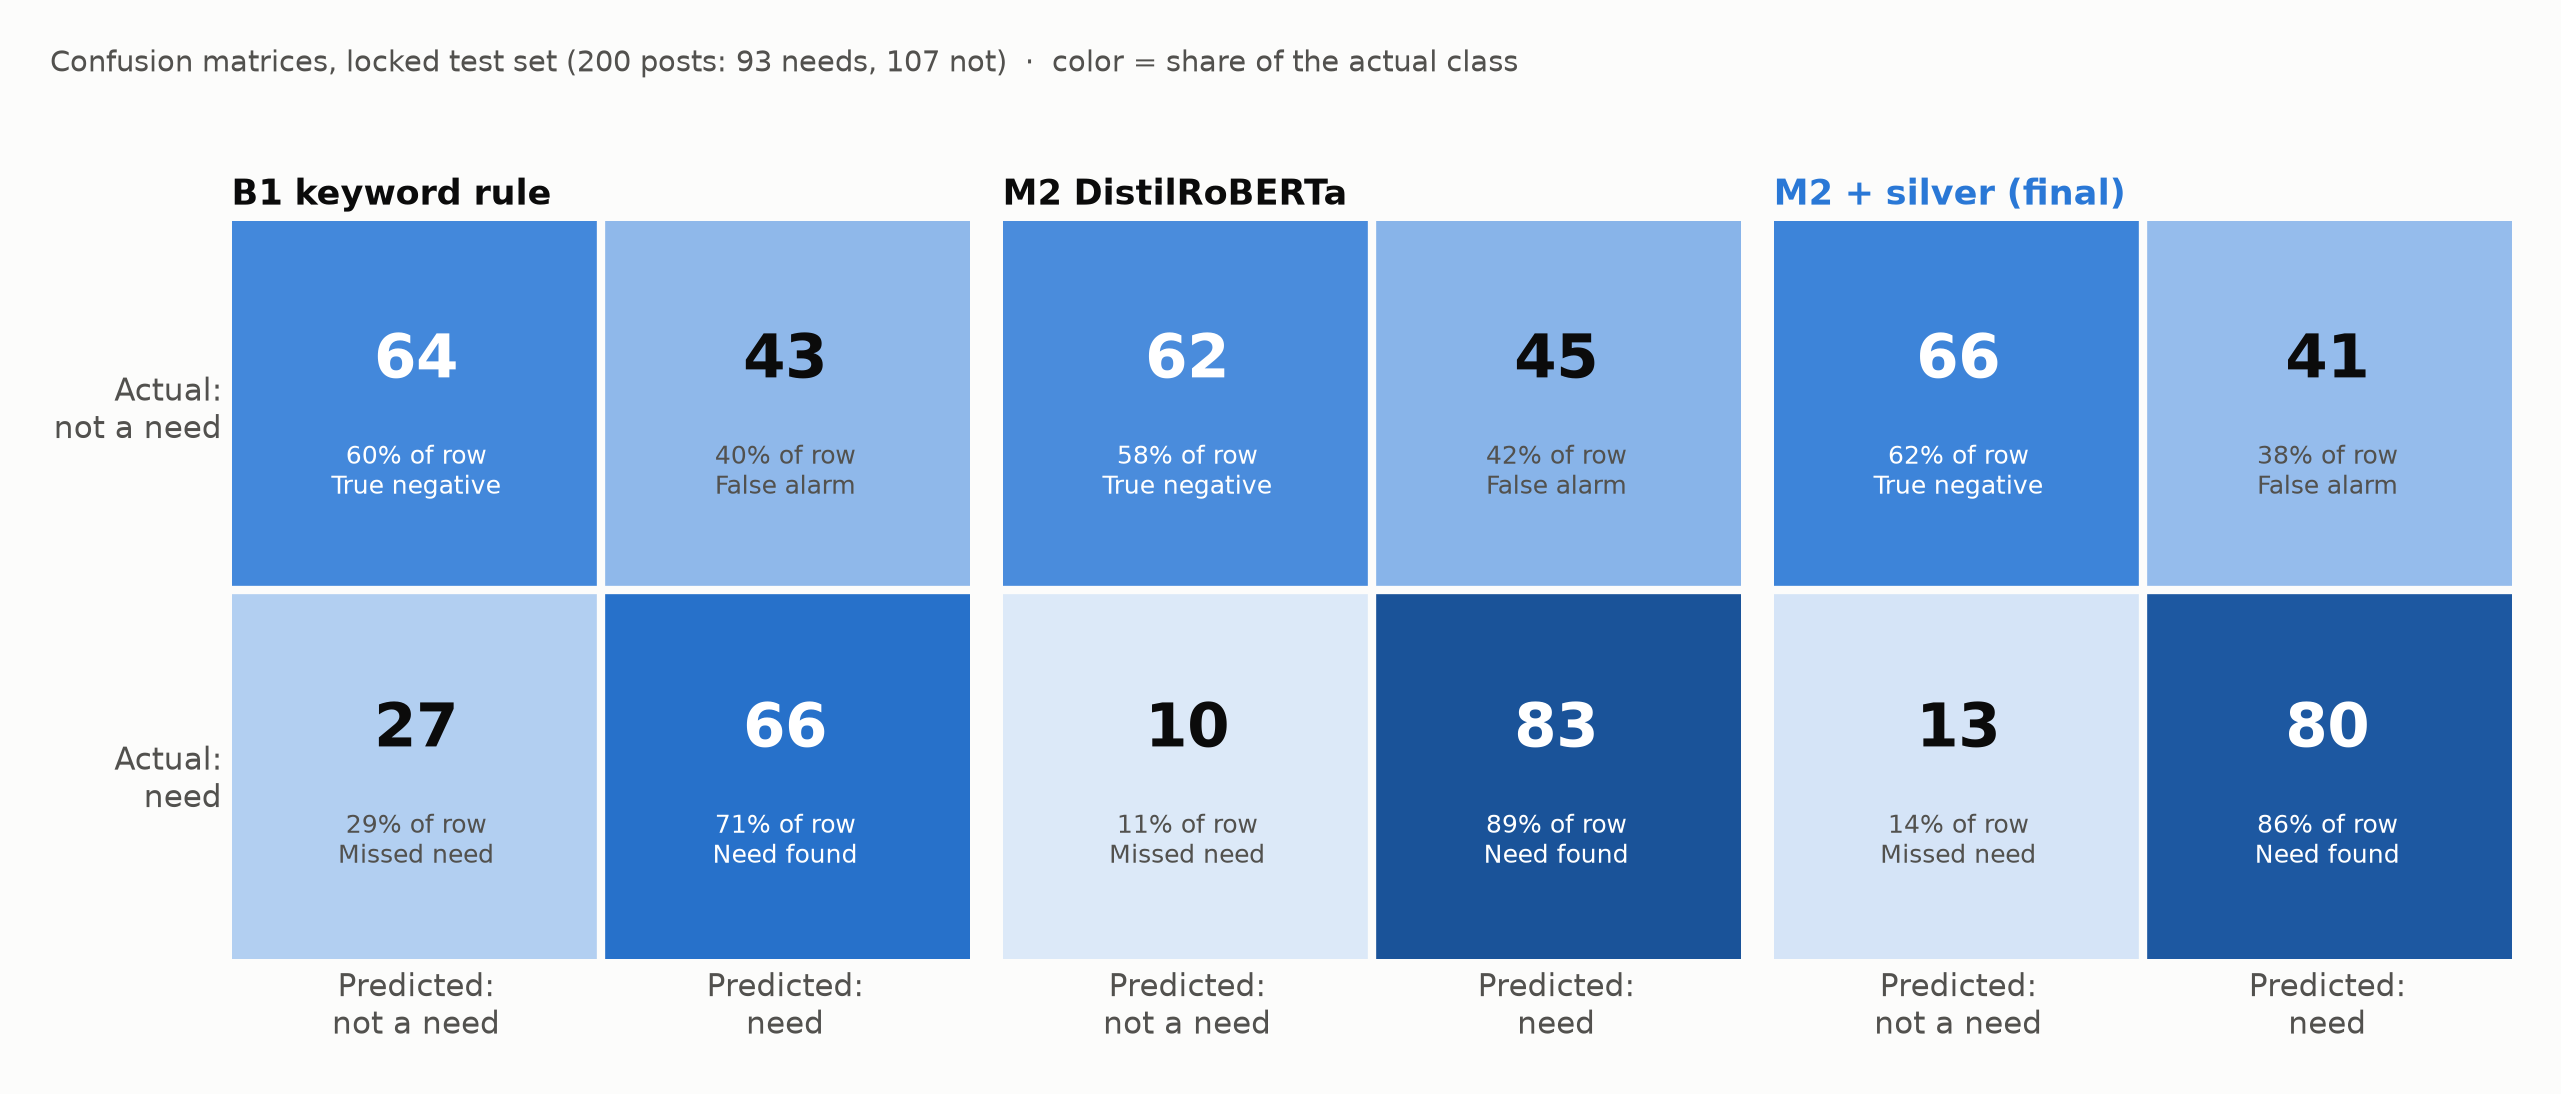 Confusion matrices, locked test set (200 posts: 93 needs, 107 not)  ·  color = share of the actual class
B1 keyword rule
M2 DistilRoBERTa
M2 + silver (final)
Actual:
not a need
64
60% of row
True negative
43
40% of row
False alarm
62
58% of row
True negative
45
42% of row
False alarm
66
62% of row
True negative
41
38% of row
False alarm
Actual:
need
27
29% of row
Missed need
66
71% of row
Need found
10
11% of row
Missed need
83
89% of row
Need found
13
14% of row
Missed need
80
86% of row
Need found
Predicted:
not a need
Predicted:
need
Predicted:
not a need
Predicted:
need
Predicted:
not a need
Predicted:
need